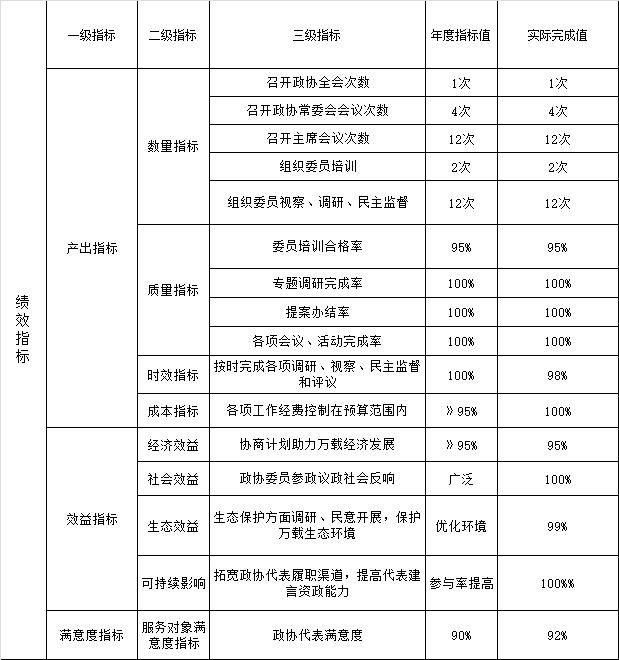 一级指标 二级指标 三级指标 年度指标值 实际完成值
绩效指标
产出指标
数量指标
召开政协全会次数 1次 1次
召开政协常委会会议次数 4次 4次
召开主席会议次数 12次 12次
组织委员培训 2次 2次
组织委员视察、调研、民主监督 12次 12次
质量指标
委员培训合格率 95% 95%
专题调研完成率 100% 100%
提案办结率 100% 100%
各项会议、活动完成率 100% 100%
时效指标
按时完成各项调研、视察、民主监督
和评议
100% 98%
成本指标 各项工作经费控制在预算范围内 》95% 100%
效益指标
经济效益 协商计划助力万载经济发展 》95% 95%
社会效益 政协委员参政议政社会反响 广泛 100%
生态效益
生态保护方面调研、民意开展，保护
万载生态环境
优化环境 99%
可持续影响
拓宽政协代表履职渠道，提高代表建
言资政能力
参与率提高 100%%
满意度指标
服务对象满
意度指标
政协代表满意度 90% 92%